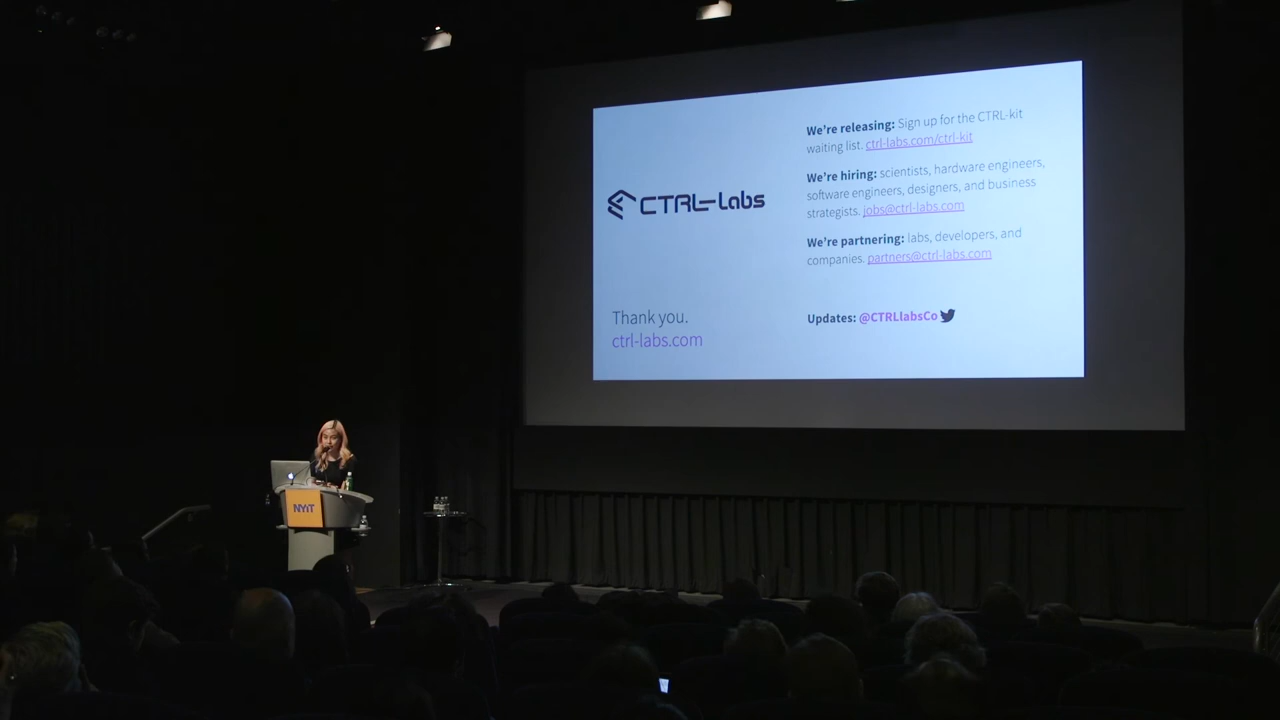 CTRL-Labs
Thank you.
ctrl-labs.com
We're releasing: Sign up for the CTRL-kit
waiting list. ctrl-labs.com/ctrl-kit
We're hiring: scientists, hardware engineers,
software engineers, designers, and business
strategists. jobs@ctrl-labs.com
We're partnering: labs, developers, and
companies. partners@ctrl-labs.com
Updates: @CTRLlabsCo
NYIT